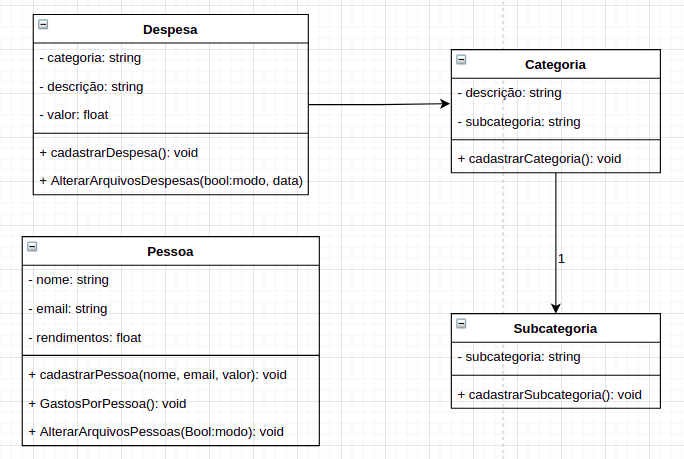 Despesa
- categoria: string
- descrição: string
- valor: float
+ cadastrarDespesa(): void
+ AlterarArquivosDespesas(bool:modo, data)
Categoria
- descrição: string
- subcategoria: string
+ cadastrarCategoria(): void
1
Pessoa
- nome: string
- email: string
- rendimentos: float
+ cadastrarPessoa(nome, email, valor): void
+ GastosPorPessoa(): void
+ AlterarArquivosPessoas(Bool:modo): void
Subcategoria
- subcategoria: string
+ cadastrarSubcategoria(): void